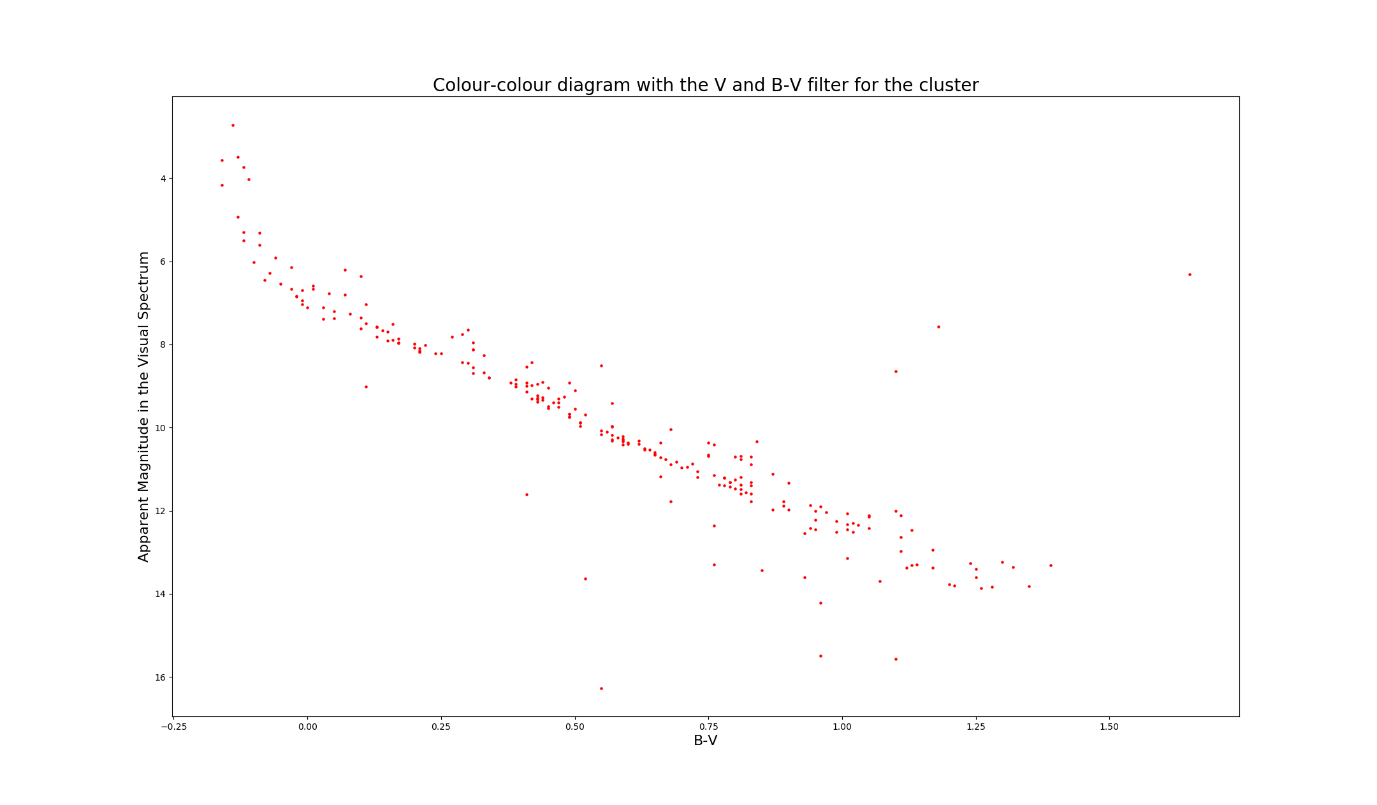 Colour-colour diagram with the V and B-V filter for the cluster
Apparent Magnitude in the Visual Spectrum
4
6
8
10
12
14
16
−0.25 0.00 0.25 0.50 0.75 1.00 1.25 1.50
B-V